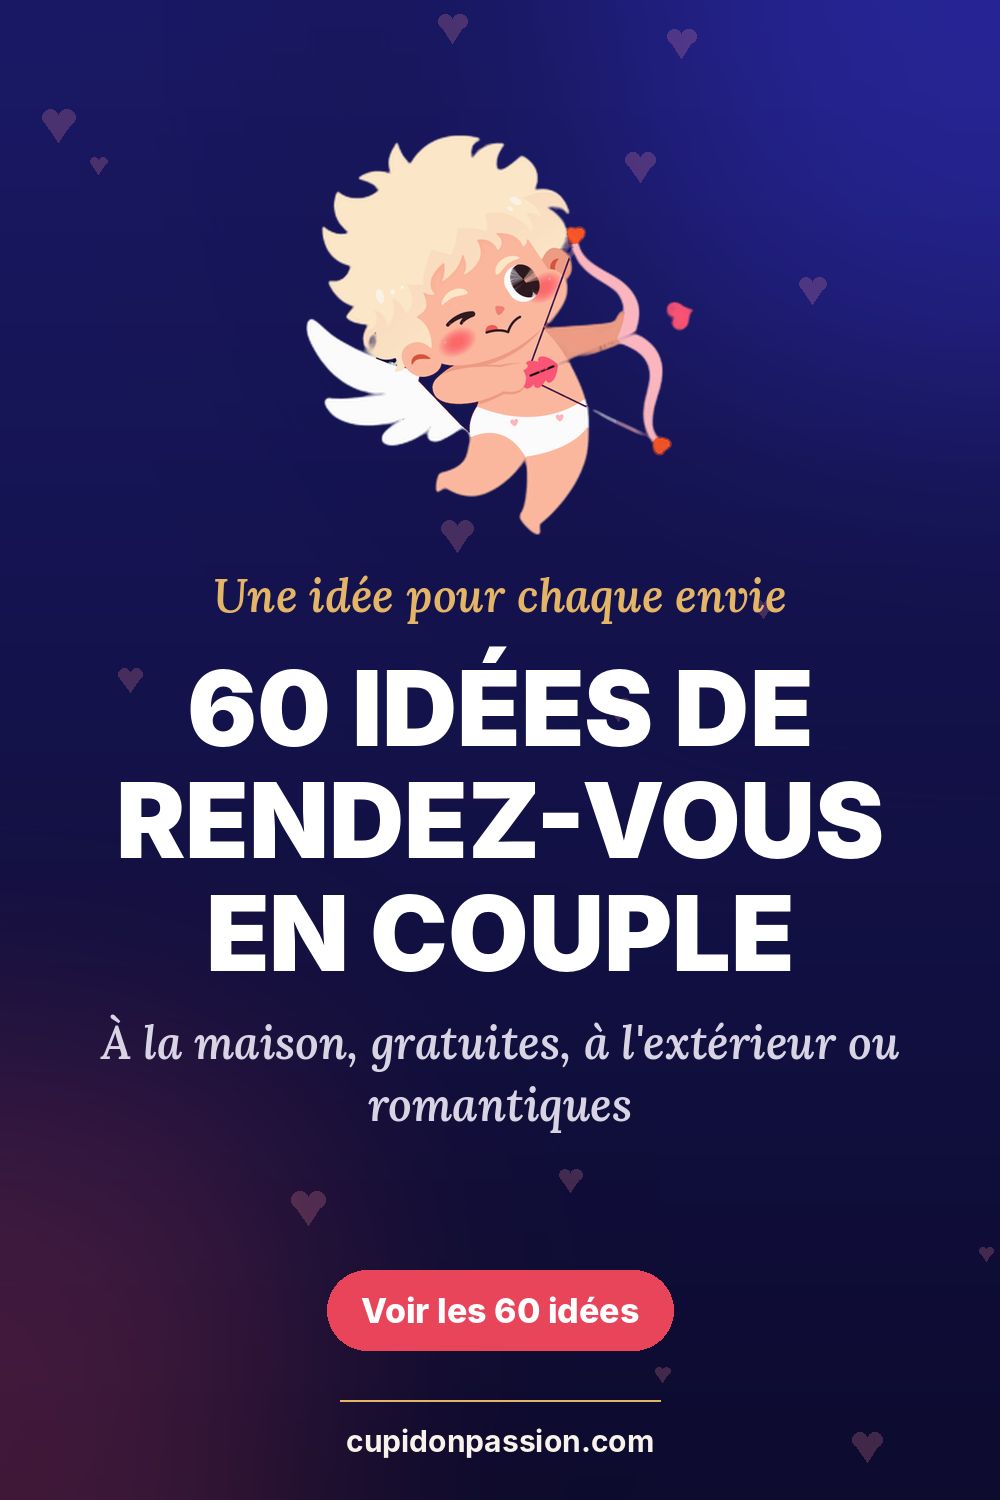 Une idée pour chaque envie
60 IDÉES DE
RENDEZ-VOUS
EN COUPLE
À la maison, gratuites, à l'extérieur ou
romantiques
Voir les 60 idées
cupidonpassion.com